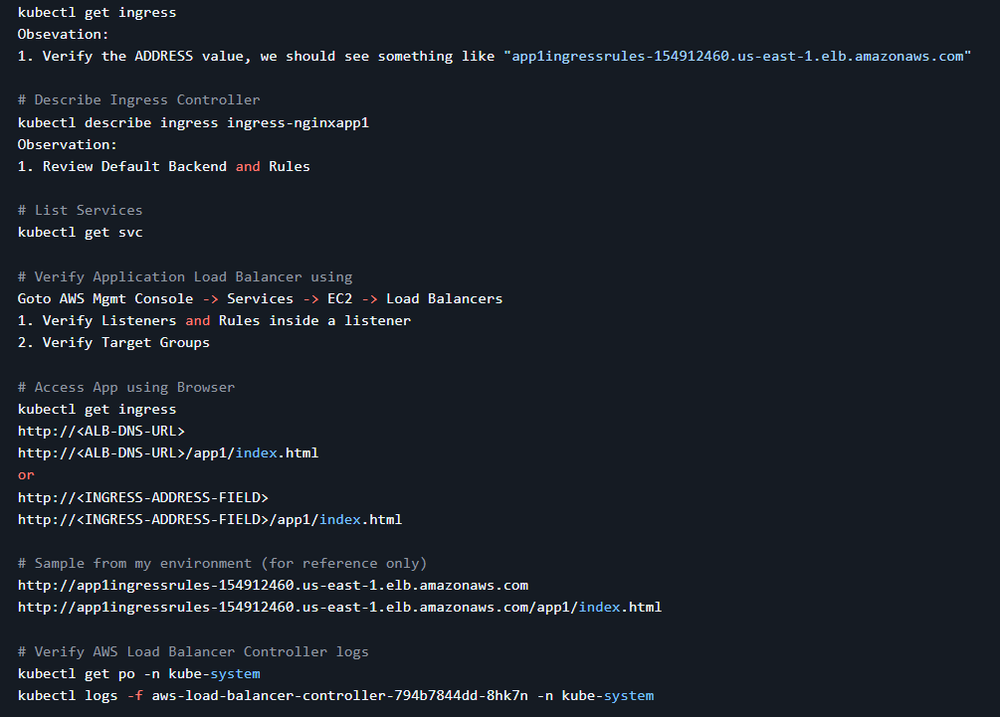 kubectl get ingress
Obsevation:
1. Verify the ADDRESS value, we should see something like "app1ingressrules-154912460.us-east-1.elb.amazonaws.com"
# Describe Ingress Controller
kubectl describe ingress ingress-nginxapp1
Observation:
1. Review Default Backend and Rules
# List Services
kubectl get svc
# Verify Application Load Balancer using
Goto AWS Mgmt Console -> Services -> EC2 -> Load Balancers
1. Verify Listeners and Rules inside a listener
2. Verify Target Groups
# Access App using Browser
kubectl get ingress
http://<ALB-DNS-URL>
http://<ALB-DNS-URL>/app1/index.html
or
http://<INGRESS-ADDRESS-FIELD>
http://<INGRESS-ADDRESS-FIELD>/app1/index.html
# Sample from my environment (for reference only)
http://app1ingressrules-154912460.us-east-1.elb.amazonaws.com
http://app1ingressrules-154912460.us-east-1.elb.amazonaws.com/app1/index.html
# Verify AWS Load Balancer Controller logs
kubectl get po -n kube-system
kubectl logs -f aws-load-balancer-controller-794b7844dd-8hk7n -n kube-system